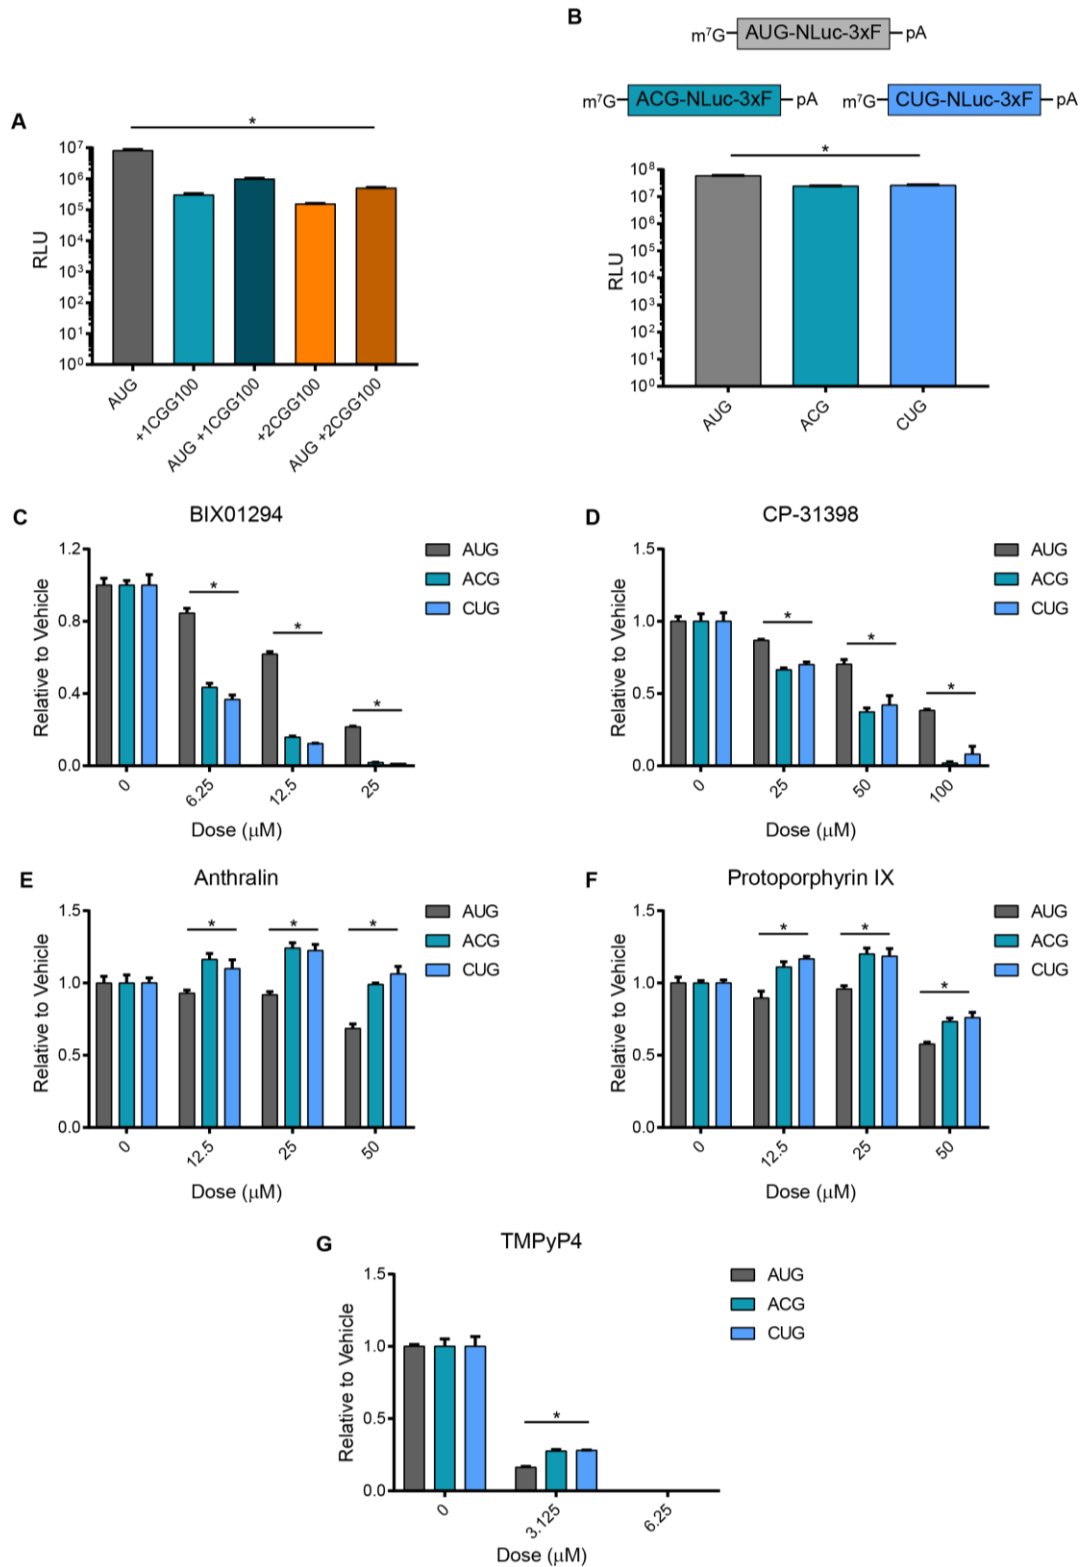 A
*
RLU
10⁷
10⁶
10⁵
10⁴
10³
10²
10¹
10⁰
AUG
+1CGG100
AUG +1CGG100
+2CGG100
AUG +2CGG100
B
m⁷G AUG-NLuc-3xF pA
m⁷G ACG-NLuc-3xF pA
m⁷G CUG-NLuc-3xF pA
*
RLU
10⁸
10⁷
10⁶
10⁵
10⁴
10³
10²
10¹
10⁰
AUG
ACG
CUG
C
BIX01294
AUG
ACG
CUG
Relative to Vehicle
1.2
0.8
0.4
0.0
*
*
*
0
6.25
12.5
25
Dose (μM)
D
CP-31398
AUG
ACG
CUG
Relative to Vehicle
1.5
1.0
0.5
0.0
*
*
*
0
25
50
100
Dose (μM)
E
Anthralin
AUG
ACG
CUG
Relative to Vehicle
1.5
1.0
0.5
0.0
*
*
*
0
12.5
25
50
Dose (μM)
F
Protoporphyrin IX
AUG
ACG
CUG
Relative to Vehicle
1.5
1.0
0.5
0.0
*
*
*
0
12.5
25
50
Dose (μM)
G
TMPyP4
AUG
ACG
CUG
Relative to Vehicle
1.5
1.0
0.5
0.0
*
0
3.125
6.25
Dose (μM)